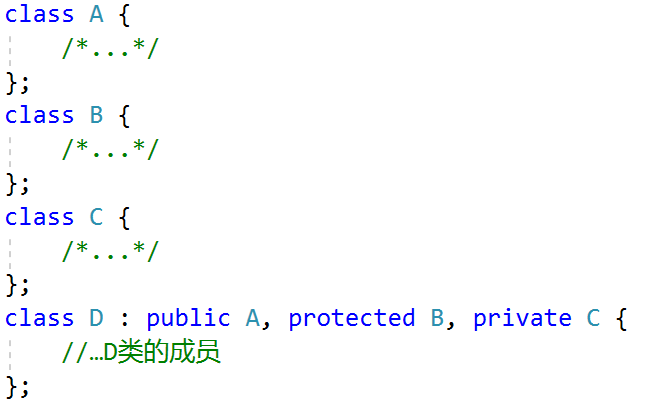 class A {
    /*...*/
};
class B {
    /*...*/
};
class C {
    /*...*/
};
class D : public A, protected B, private C {
    //…D类的成员
};